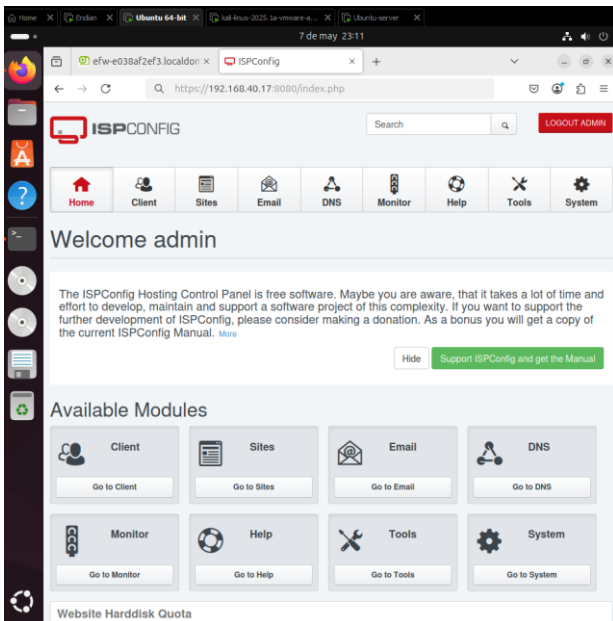 Home Endian Ubuntu 64-bit kali-linux-2025.1a-vmware-a... Ubuntu-server
7 de may 23:11
efw-e038af2ef3.localdon ISPConfig
https://192.168.40.17:8080/index.php
ISPCONFIG Search LOGOUT ADMIN
Home Client Sites Email DNS Monitor Help Tools System
Welcome admin
The ISPConfig Hosting Control Panel is free software. Maybe you are aware, that it takes a lot of time and
effort to develop, maintain and support a software project of this complexity. If you want to support the
further development of ISPConfig, please consider making a donation. As a bonus you will get a copy of
the current ISPConfig Manual. More
Hide Support ISPConfig and get the Manual
Available Modules
Client Sites Email DNS
Go to Client Go to Sites Go to Email Go to DNS
Monitor Help Tools System
Go to Monitor Go to Help Go to Tools Go to System
Website Harddisk Quota